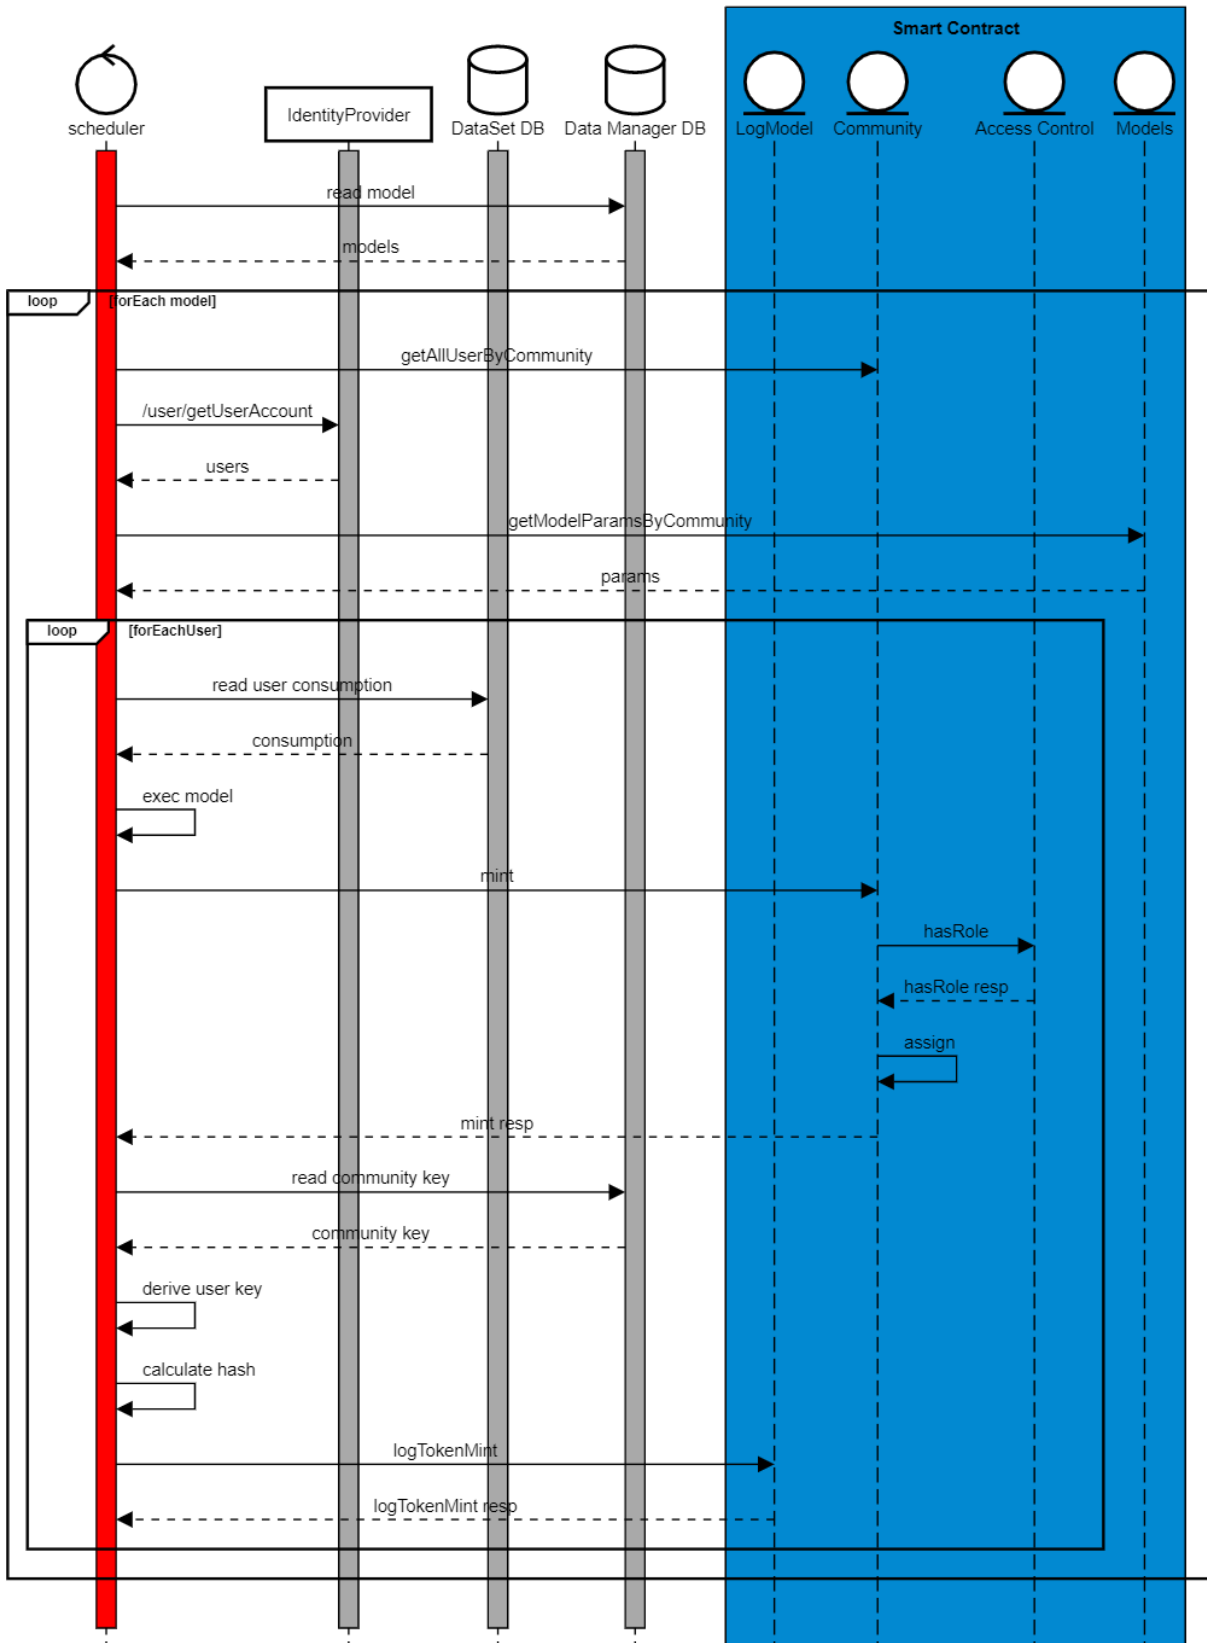 Smart Contract
scheduler
IdentityProvider
DataSet DB
Data Manager DB
LogModel
Community
Access Control
Models
read model
models
loop
[forEach model]
getAllUserByCommunity
/user/getUserAccount
users
getModelParamsByCommunity
params
loop
[forEachUser]
read user consumption
consumption
exec model
mint
hasRole
hasRole resp
assign
mint resp
read community key
community key
derive user key
calculate hash
logTokenMint
logTokenMint resp